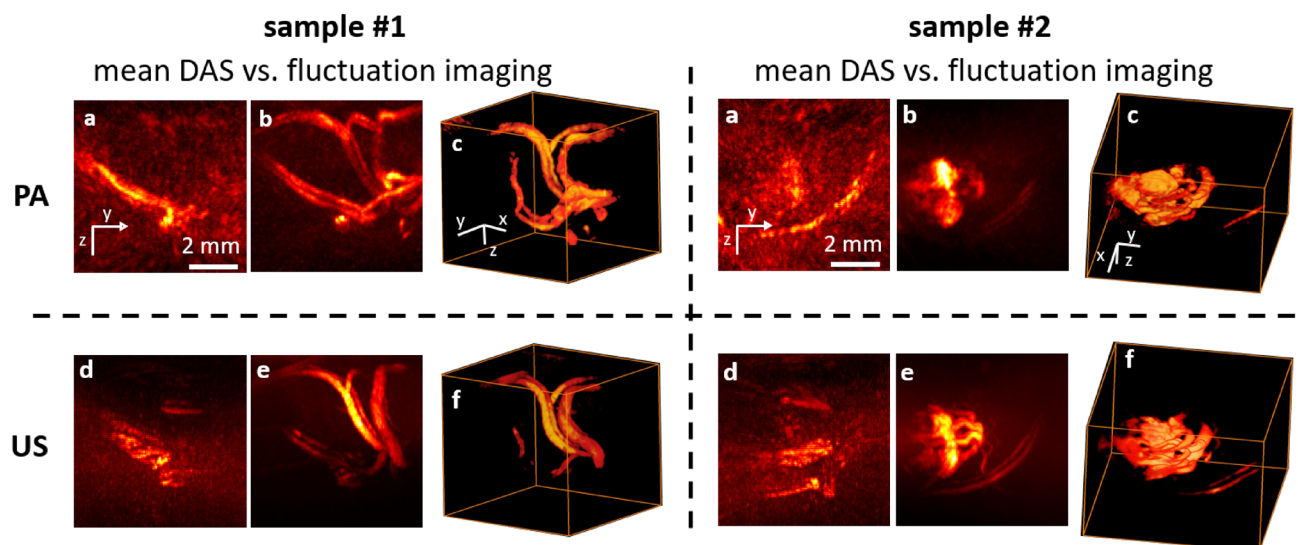 sample #1
sample #2
mean DAS vs. fluctuation imaging
mean DAS vs. fluctuation imaging
PA
a
y
z
2 mm
b
c
y
x
z
a
y
z
2 mm
b
c
y
x
z
US
d
e
f
d
e
f